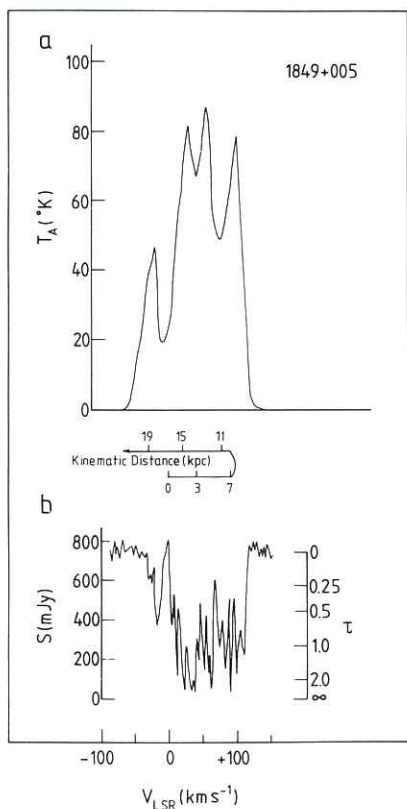 a
1849+005
100
80
60
40
20
0
T_A (°K)
19 15 11
Kinematic Distance (kpc)
0 3 7
b
800
600
400
200
0
S(mJy)
0
0.25
0.5
1.0
2.0
∞
τ
-100 0 +100
V_LSR (km s⁻¹)